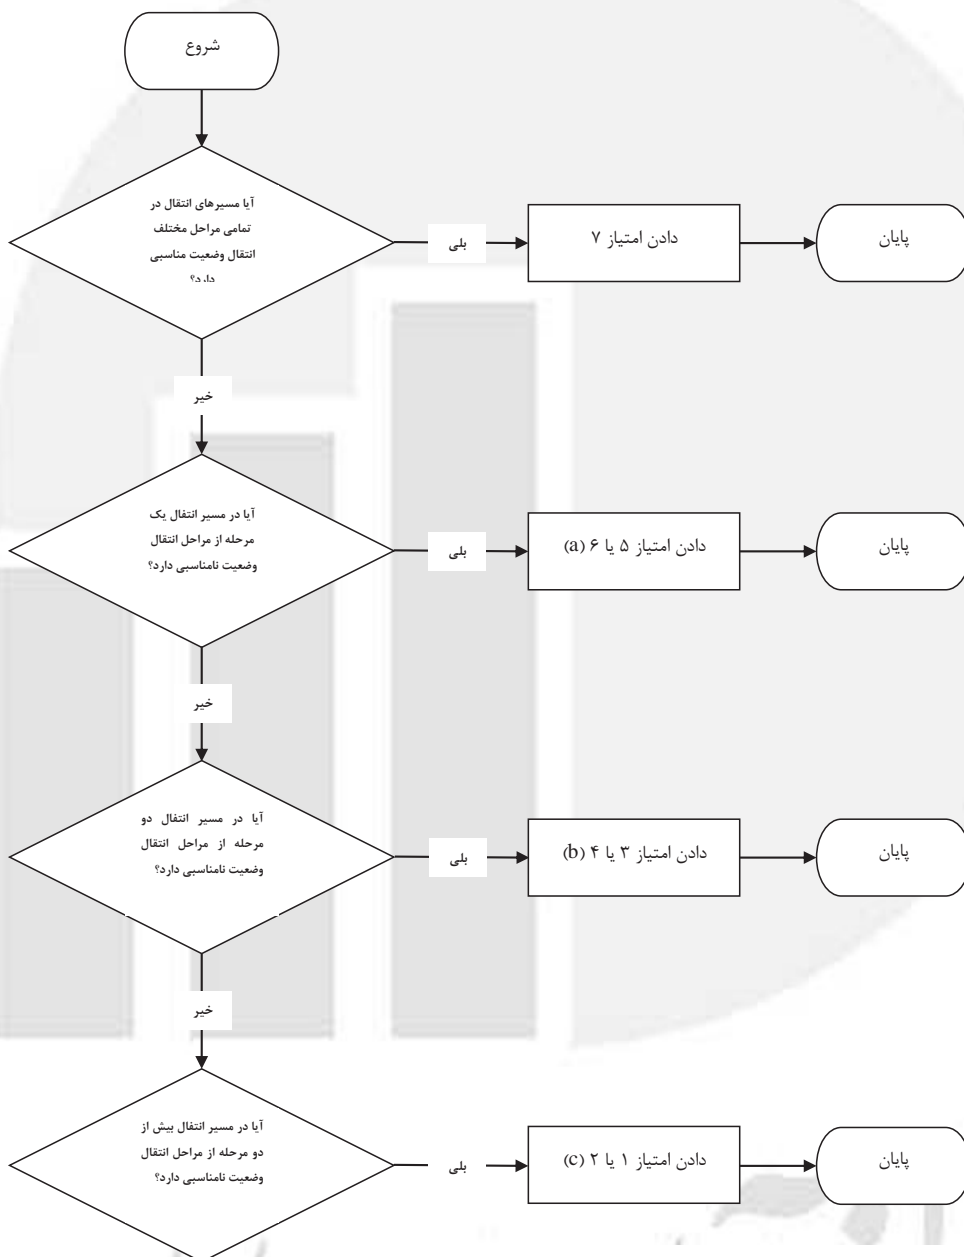 شروع
آیا مسیرهای انتقال در
تمامی مراحل مختلف
انتقال وضعیت مناسبی
دارد؟
بلی
دادن امتیاز ۷
پایان
خیر
آیا در مسیر انتقال یک
مرحله از مراحل انتقال
وضعیت نامناسبی دارد؟
بلی
دادن امتیاز ۵ یا ۶ (a)
پایان
خیر
آیا در مسیر انتقال دو
مرحله از مراحل انتقال
وضعیت نامناسبی دارد؟
بلی
دادن امتیاز ۳ یا ۴ (b)
پایان
خیر
آیا در مسیر انتقال بیش از
دو مرحله از مراحل انتقال
وضعیت نامناسبی دارد؟
بلی
دادن امتیاز ۱ یا ۲ (c)
پایان